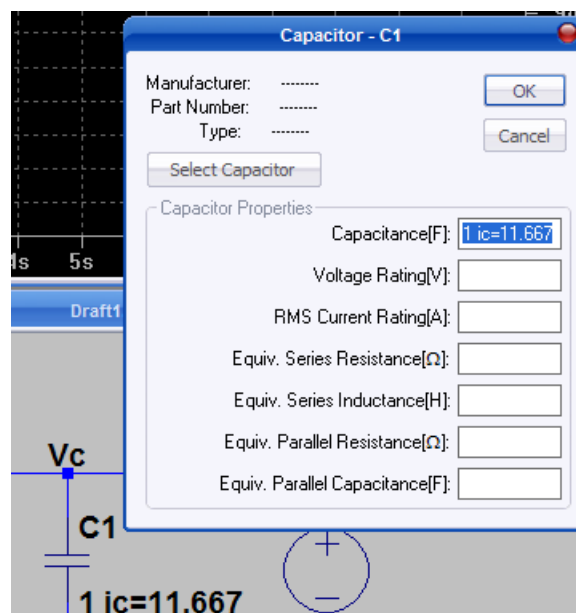 Capacitor - C1
Manufacturer: --------
Part Number: --------
Type: --------
OK
Cancel
Select Capacitor
Capacitor Properties
Capacitance[F]: 1 ic=11.667
Voltage Rating[V]:
RMS Current Rating[A]:
Equiv. Series Resistance[Ω]:
Equiv. Series Inductance[H]:
Equiv. Parallel Resistance[Ω]:
Equiv. Parallel Capacitance[F]:
5s
Draft1
Vc
C1
1 ic=11.667